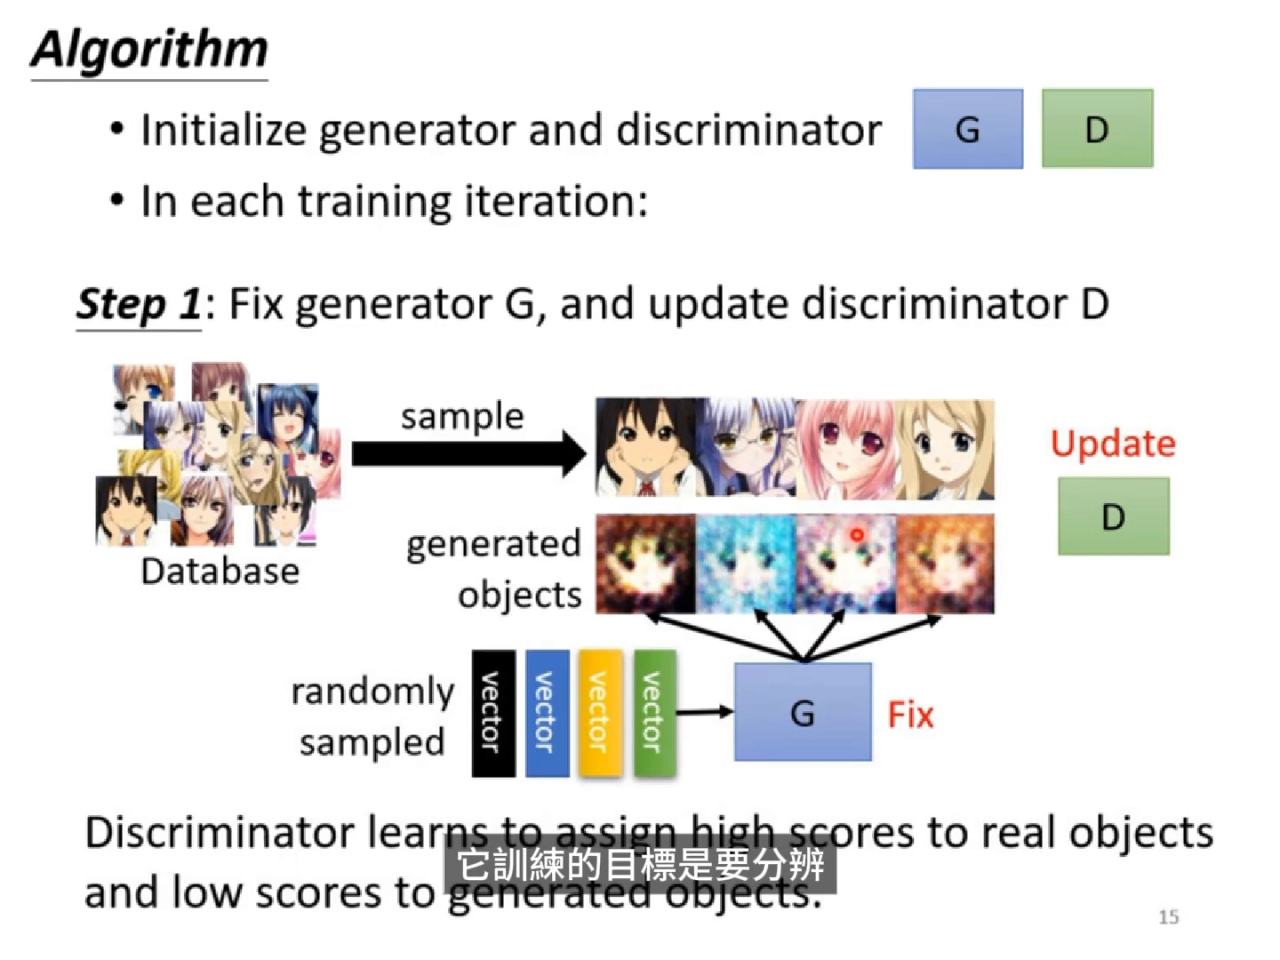 Algorithm
• Initialize generator and discriminator G D
• In each training iteration:
Step 1: Fix generator G, and update discriminator D
sample
Update
D
generated
objects
Database
randomly
sampled
vector vector vector vector
G Fix
Discriminator learns to assign high scores to real objects
它訓練的目標是要分辨
and low scores to generated objects.
15